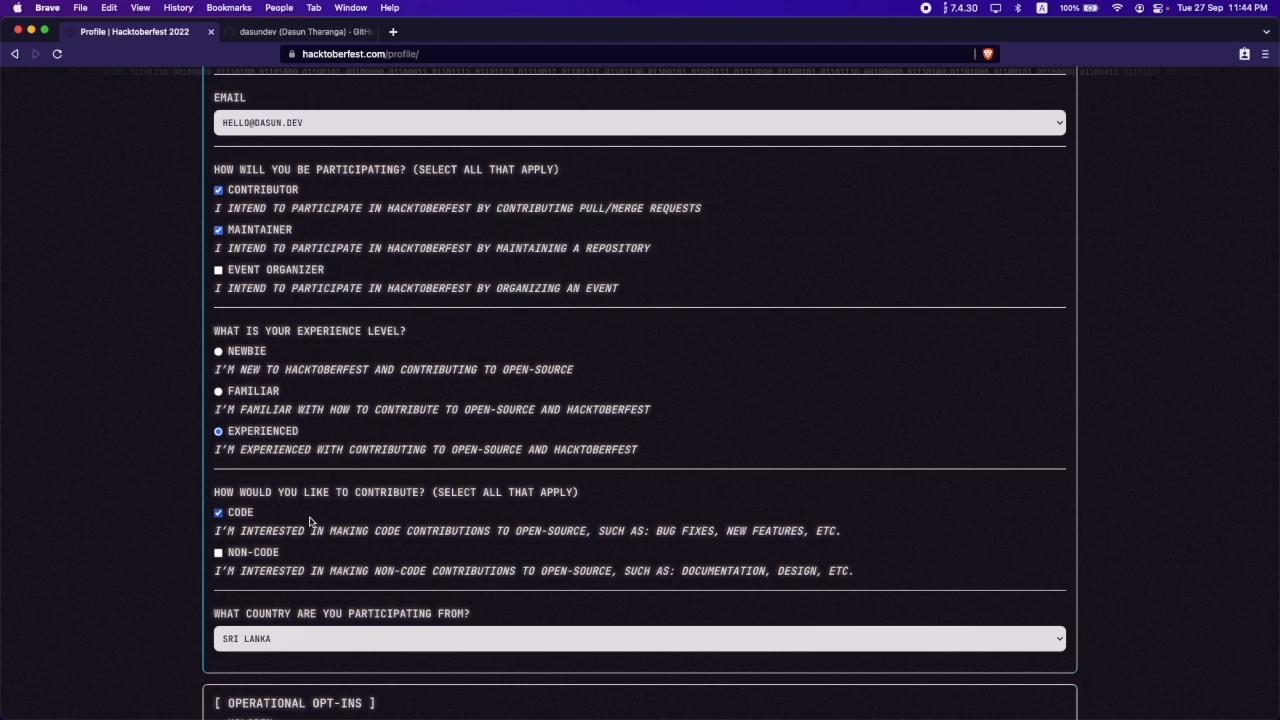 Brave File Edit View History Bookmarks People Tab Window Help 7.4.30 A 100% Tue 27 Sep 11:44 PM
Profile | Hacktoberfest 2022 dasundev (Dasun Tharanga) · GitH
hacktoberfest.com/profile/
EMAIL
HELLO@DASUN.DEV
HOW WILL YOU BE PARTICIPATING? (SELECT ALL THAT APPLY)
CONTRIBUTOR
I INTEND TO PARTICIPATE IN HACKTOBERFEST BY CONTRIBUTING PULL/MERGE REQUESTS
MAINTAINER
I INTEND TO PARTICIPATE IN HACKTOBERFEST BY MAINTAINING A REPOSITORY
EVENT ORGANIZER
I INTEND TO PARTICIPATE IN HACKTOBERFEST BY ORGANIZING AN EVENT
WHAT IS YOUR EXPERIENCE LEVEL?
NEWBIE
I'M NEW TO HACKTOBERFEST AND CONTRIBUTING TO OPEN-SOURCE
FAMILIAR
I'M FAMILIAR WITH HOW TO CONTRIBUTE TO OPEN-SOURCE AND HACKTOBERFEST
EXPERIENCED
I'M EXPERIENCED WITH CONTRIBUTING TO OPEN-SOURCE AND HACKTOBERFEST
HOW WOULD YOU LIKE TO CONTRIBUTE? (SELECT ALL THAT APPLY)
CODE
I'M INTERESTED IN MAKING CODE CONTRIBUTIONS TO OPEN-SOURCE, SUCH AS: BUG FIXES, NEW FEATURES, ETC.
NON-CODE
I'M INTERESTED IN MAKING NON-CODE CONTRIBUTIONS TO OPEN-SOURCE, SUCH AS: DOCUMENTATION, DESIGN, ETC.
WHAT COUNTRY ARE YOU PARTICIPATING FROM?
SRI LANKA
[ OPERATIONAL OPT-INS ]